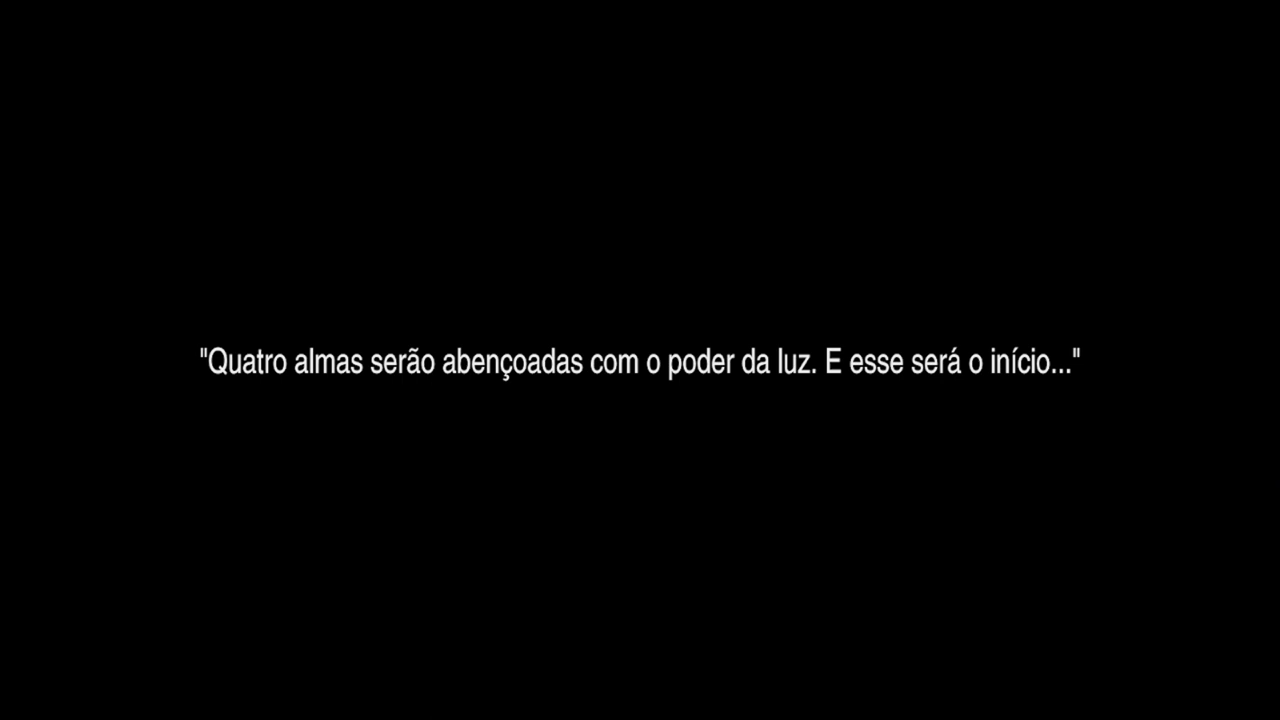 "Quatro almas serão abençoadas com o poder da luz. E esse será o início..."